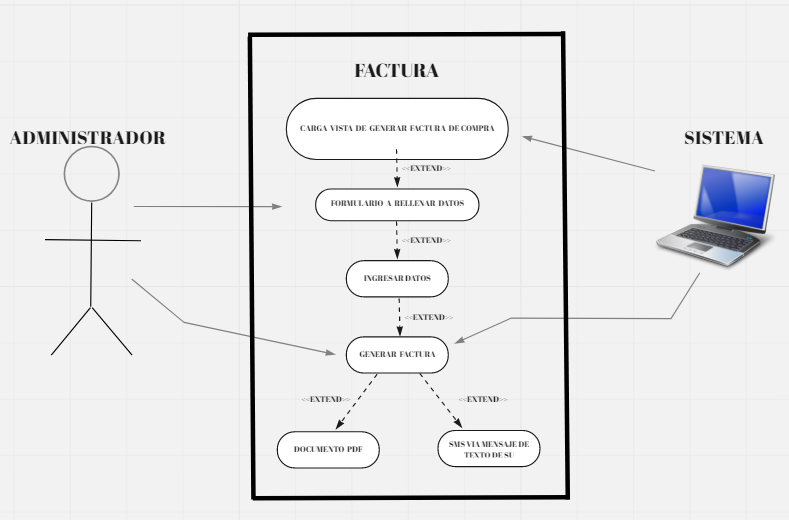 FACTURA
ADMINISTRADOR
SISTEMA
CARGA VISTA DE GENERAR FACTURA DE COMPRA
<<EXTEND>>
FORMULARIO A RELLENAR DATOS
<<EXTEND>>
INGRESAR DATOS
<<EXTEND>>
GENERAR FACTURA
<<EXTEND>>
<<EXTEND>>
DOCUMENTO PDF
SMS VIA MENSAJE DE
TEXTO DE SU